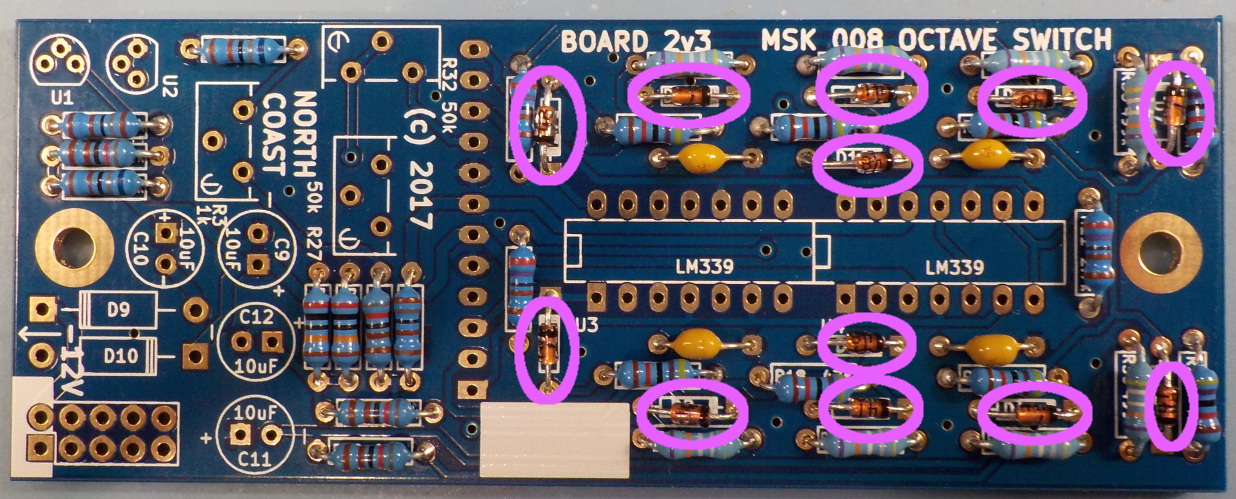 BOARD 2v3
MSK 008 OCTAVE SWITCH
U1
U2
R32 50k
NORTH
COAST
(c) 2017
50k R27
R3
1k
C10
10uF
+
C9
10uF
+
LM339
LM339
D9
D10
-12V
C12
10uF
+
U3
10uF
C11
+